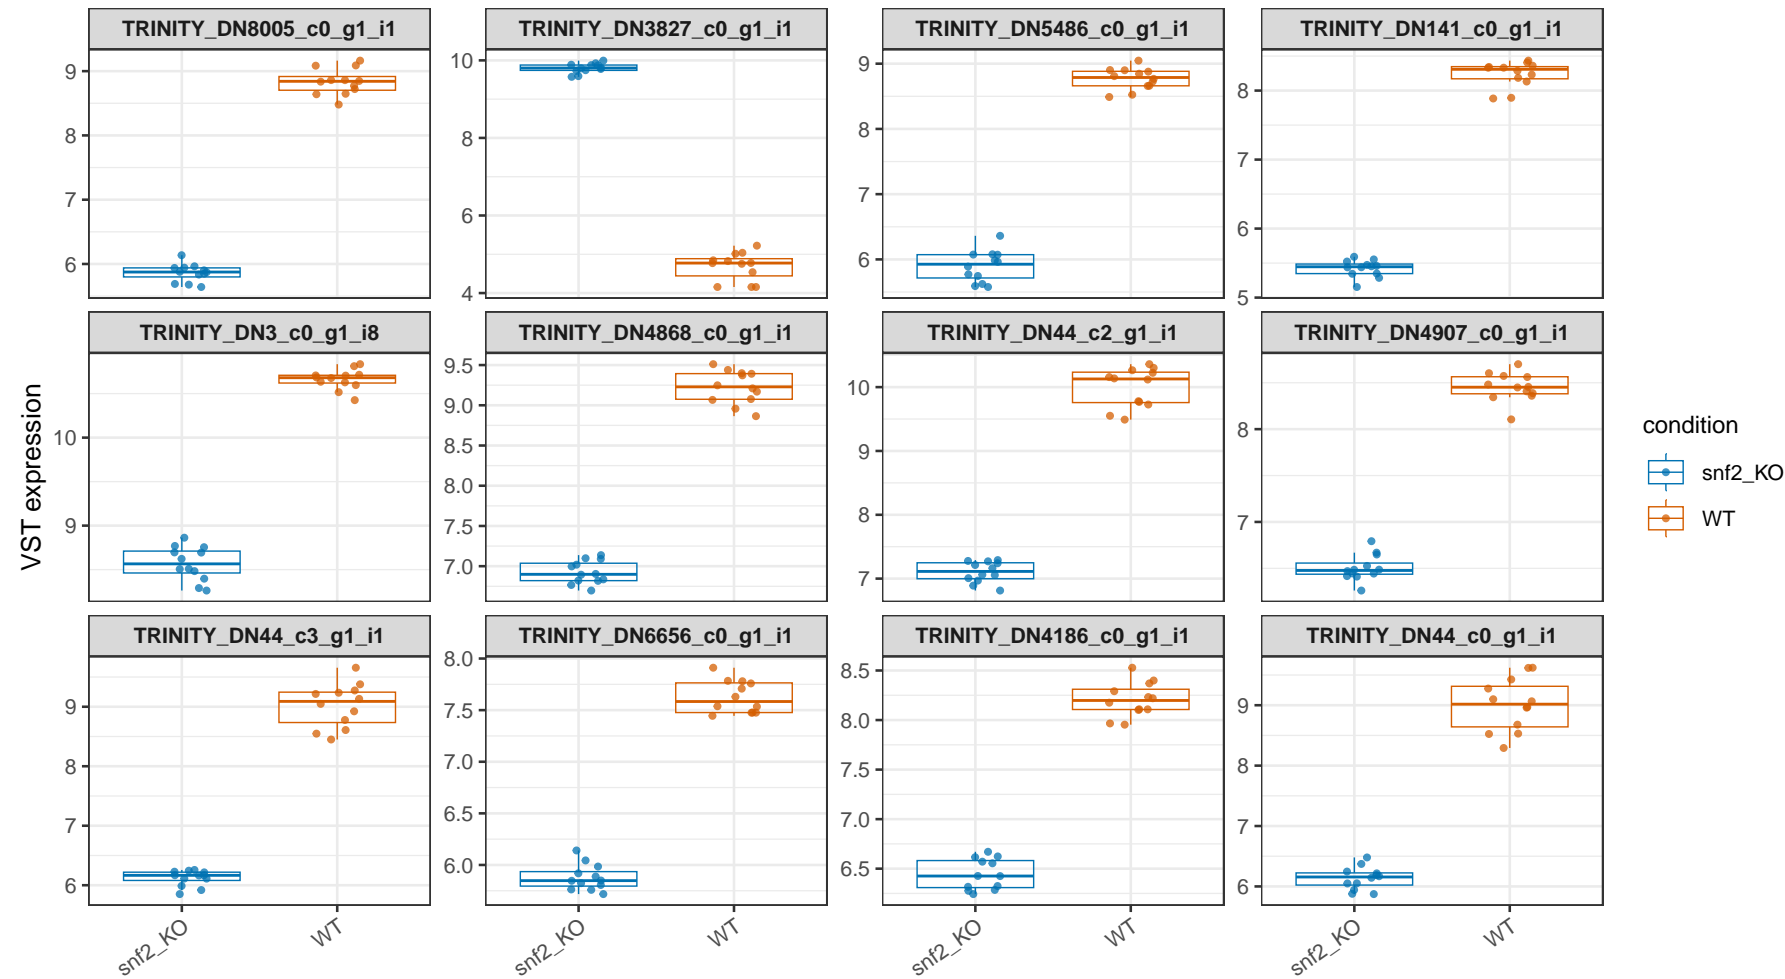 TRINITY_DN8005_c0_g1_i1 TRINITY_DN3827_c0_g1_i1 TRINITY_DN5486_c0_g1_i1 TRINITY_DN141_c0_g1_i1
9 8 7 6
10 8 6 4
9 8 7 6
8 7 6 5
TRINITY_DN3_c0_g1_i8 TRINITY_DN4868_c0_g1_i1 TRINITY_DN44_c2_g1_i1 TRINITY_DN4907_c0_g1_i1
10 9
9.5 9.0 8.5 8.0 7.5 7.0
10 9 8 7
8 7
TRINITY_DN44_c3_g1_i1 TRINITY_DN6656_c0_g1_i1 TRINITY_DN4186_c0_g1_i1 TRINITY_DN44_c0_g1_i1
9 8 7 6
8.0 7.5 7.0 6.5 6.0
8.5 8.0 7.5 7.0 6.5
9 8 7 6
snf2_KO WT snf2_KO WT snf2_KO WT snf2_KO WT
VST expression
condition
snf2_KO
WT